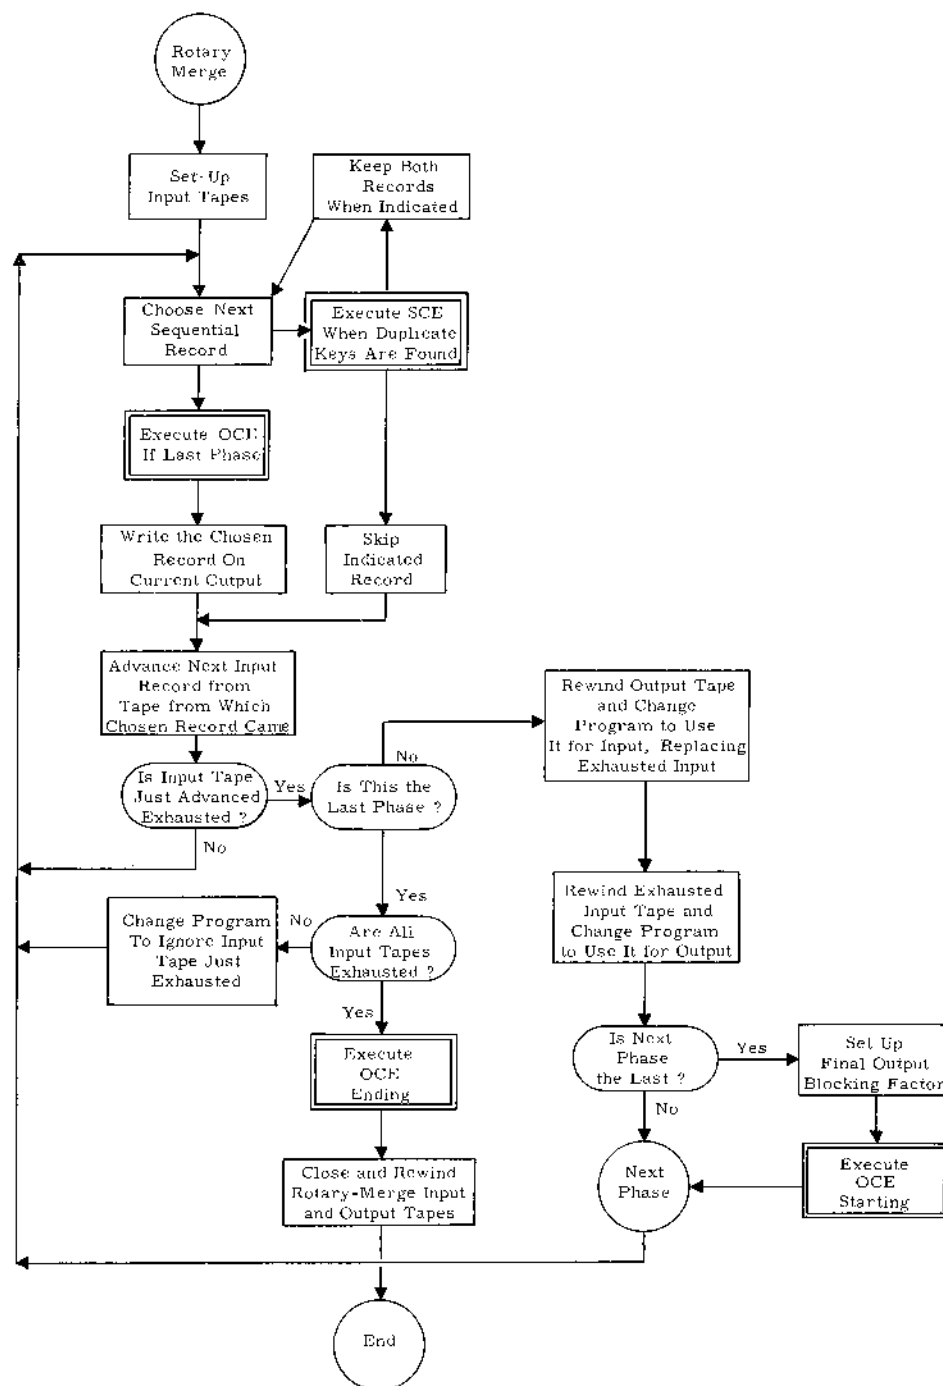 Rotary
Merge
Set-Up
Input Tapes
Keep Both
Records
When Indicated
Choose Next
Sequential
Record
Execute SCE
When Duplicate
Keys Are Found
Execute OCE
If Last Phase
Write the Chosen
Record On
Current Output
Skip
Indicated
Record
Advance Next Input
Record from
Tape from Which
Chosen Record Came
Rewind Output Tape
and Change
Program to Use
It for Input, Replacing
Exhausted Input
No
Is Input Tape
Just Advanced
Exhausted ?
Yes
Is This the
Last Phase ?
No
Yes
Rewind Exhausted
Input Tape and
Change Program
to Use It for Output
Change Program
To Ignore Input
Tape Just
Exhausted
No
Are All
Input Tapes
Exhausted ?
Yes
Is Next
Phase
the Last ?
Yes
Set Up
Final Output
Blocking Factor
Execute
OCE
Ending
No
Close and Rewind
Rotary-Merge Input
and Output Tapes
Next
Phase
Execute
OCE
Starting
End